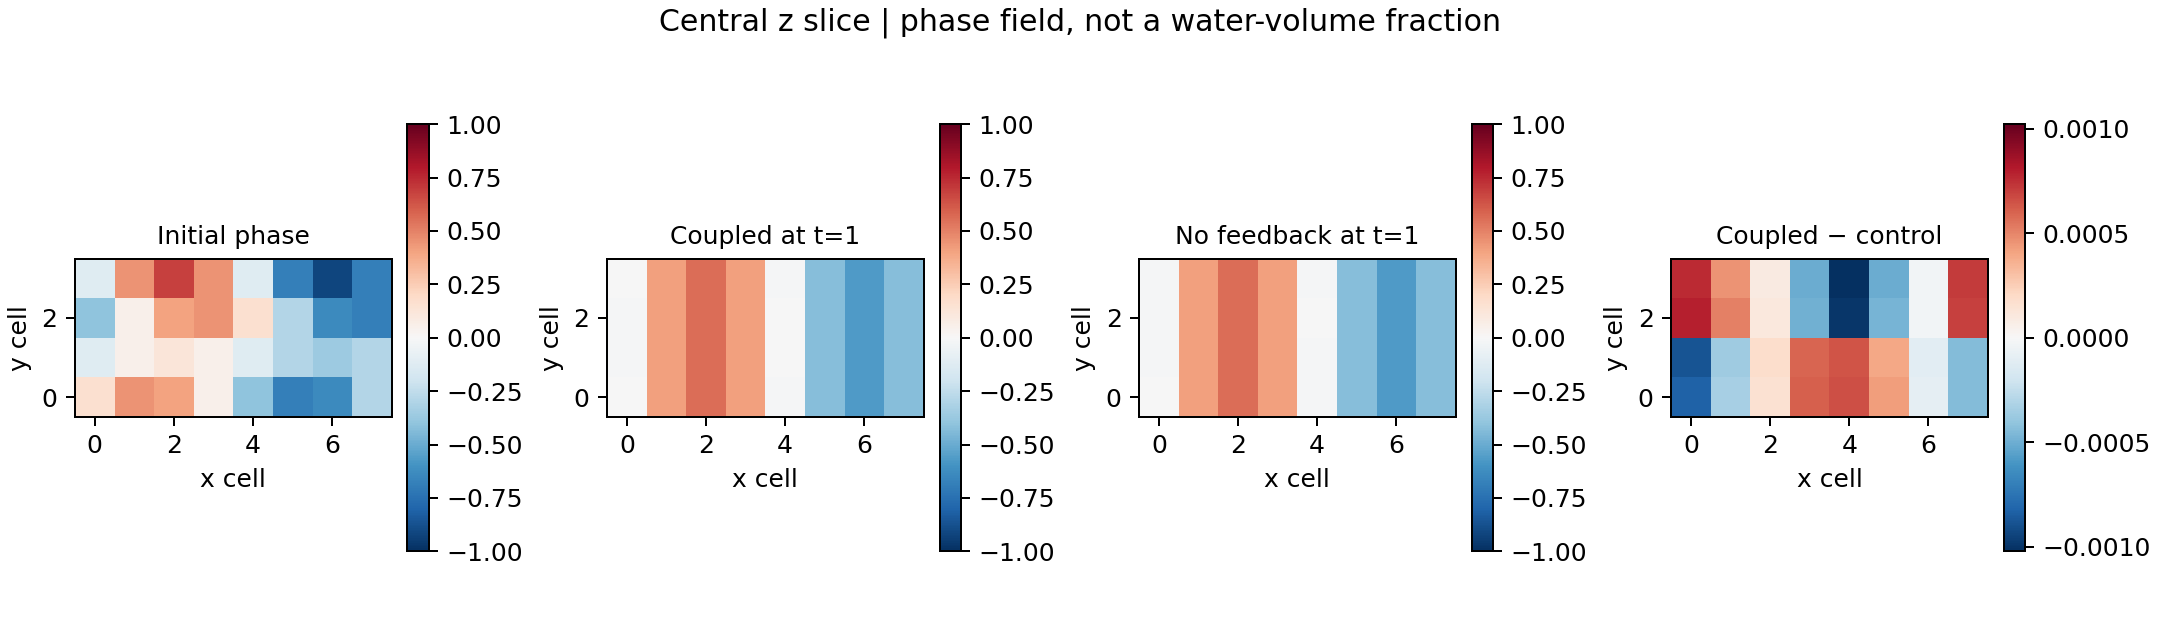 Central z slice | phase field, not a water-volume fraction
Initial phase
y cell
2
0
0 2 4 6
x cell
1.00
0.75
0.50
0.25
0.00
−0.25
−0.50
−0.75
−1.00
Coupled at t=1
y cell
2
0
0 2 4 6
x cell
1.00
0.75
0.50
0.25
0.00
−0.25
−0.50
−0.75
−1.00
No feedback at t=1
y cell
2
0
0 2 4 6
x cell
1.00
0.75
0.50
0.25
0.00
−0.25
−0.50
−0.75
−1.00
Coupled − control
y cell
2
0
0 2 4 6
x cell
0.0010
0.0005
0.0000
−0.0005
−0.0010